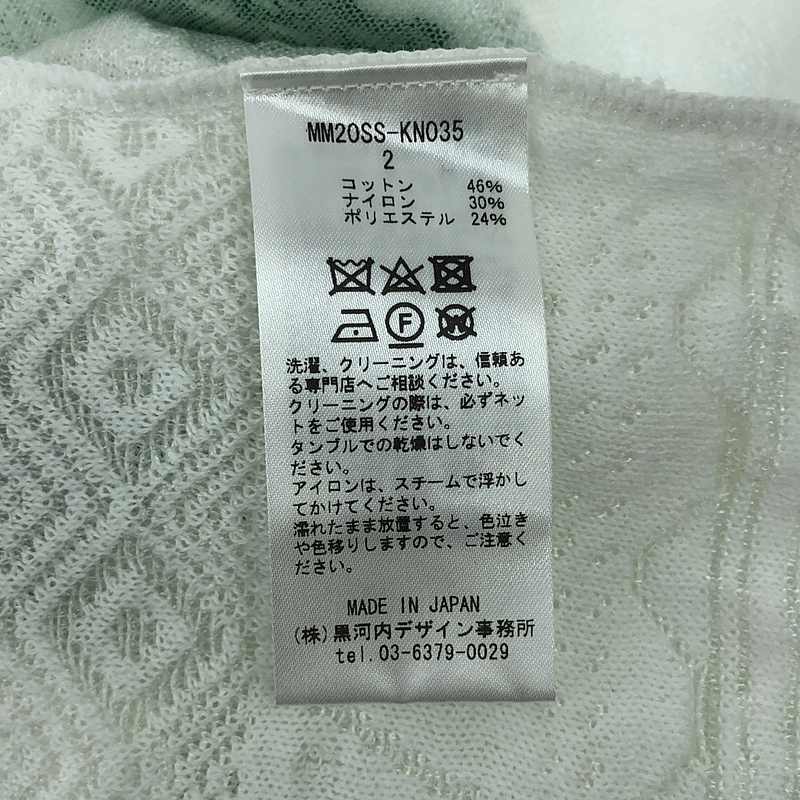 MM20SS-KN035
2
コットン 46%
ナイロン 30%
ポリエステル 24%
F
W
洗濯、クリーニングは、信頼あ
る専門店へご相談ください。
クリーニングの際は、必ずネッ
トをご使用ください。
タンブルでの乾燥はしないでく
ださい。
アイロンは、スチームで浮かし
てかけてください。
濡れたまま放置すると、色泣き
や色移りしますので、ご注意く
ださい。
MADE IN JAPAN
(株)黒河内デザイン事務所
tel.03-6379-0029